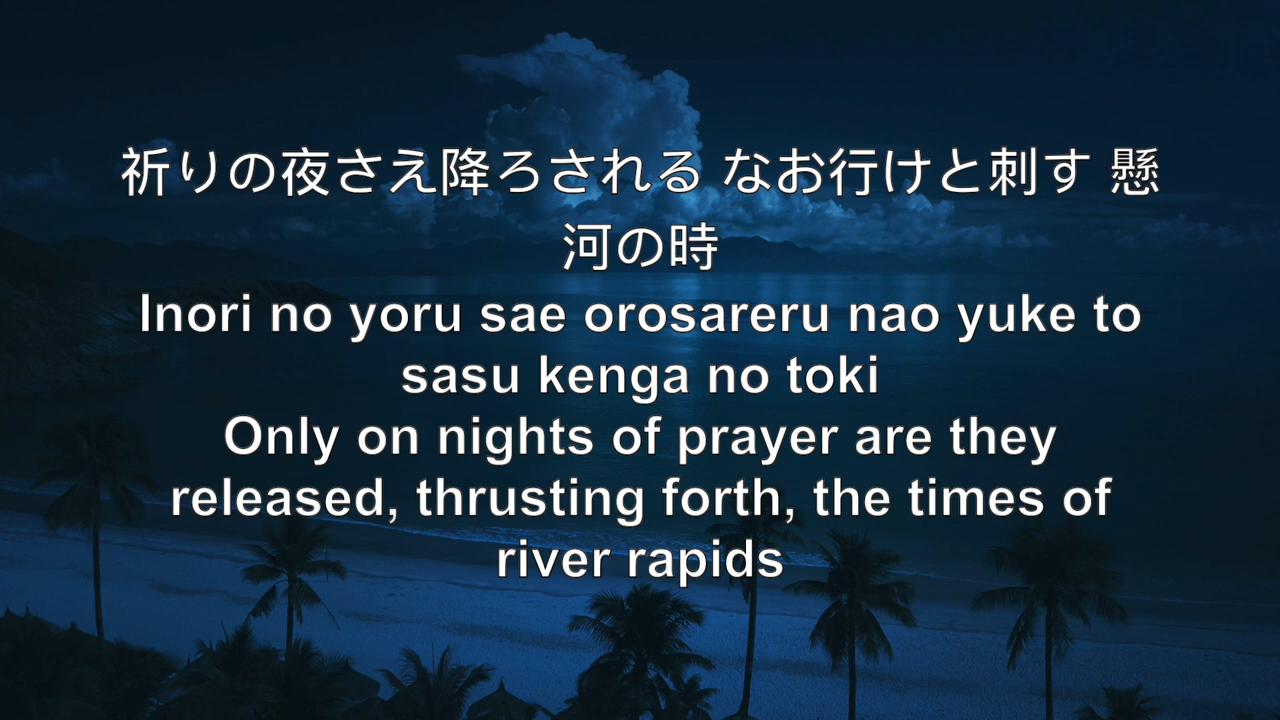 祈りの夜さえ降ろされる なお行けと刺す 懸
河の時
Inori no yoru sae orosareru nao yuke to
sasu kenga no toki
Only on nights of prayer are they
released, thrusting forth, the times of
river rapids